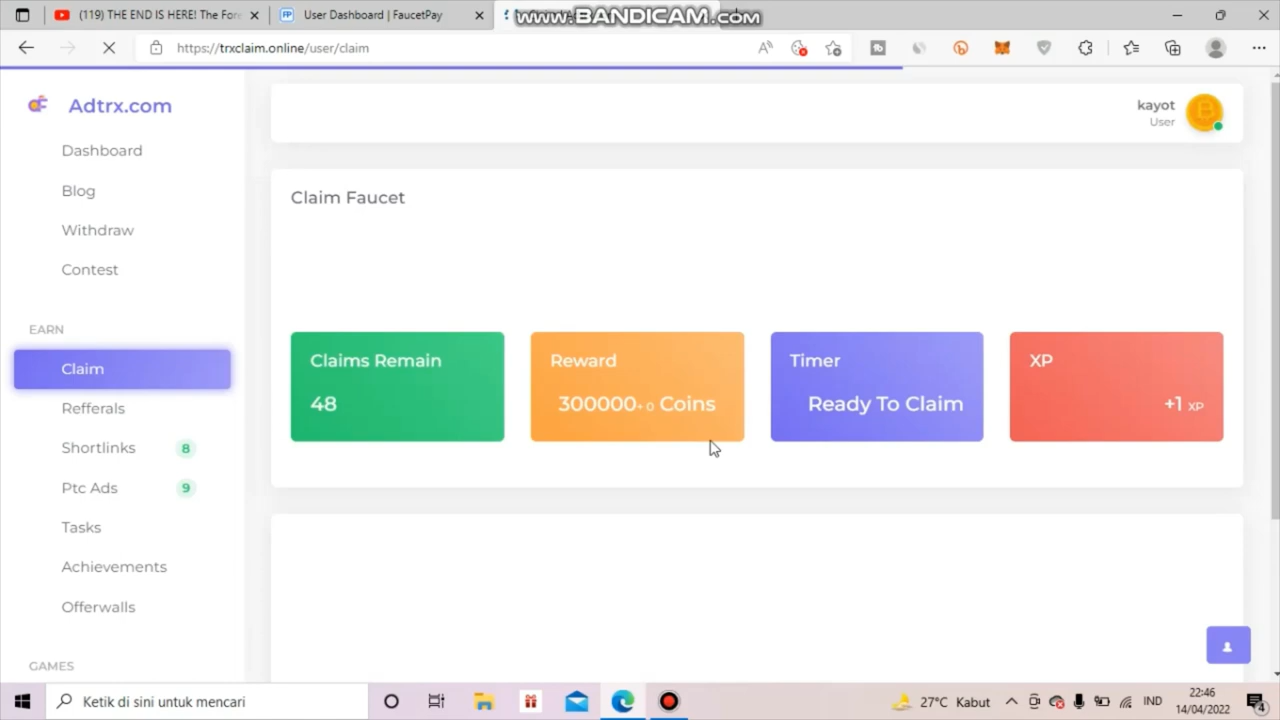 (119) THE END IS HERE! The For
User Dashboard | FaucetPay
www.BANDICAM.com
https://trxclaim.online/user/claim
Adtrx.com
kayot
User
Dashboard
Blog
Withdraw
Contest
EARN
Claim
Refferals
Shortlinks 8
Ptc Ads 9
Tasks
Achievements
Offerwalls
GAMES
Claim Faucet
Claims Remain
48
Reward
300000+ 0 Coins
Timer
Ready To Claim
XP
+1 XP
Ketik di sini untuk mencari
27°C Kabut
IND
22:46
14/04/2022
4